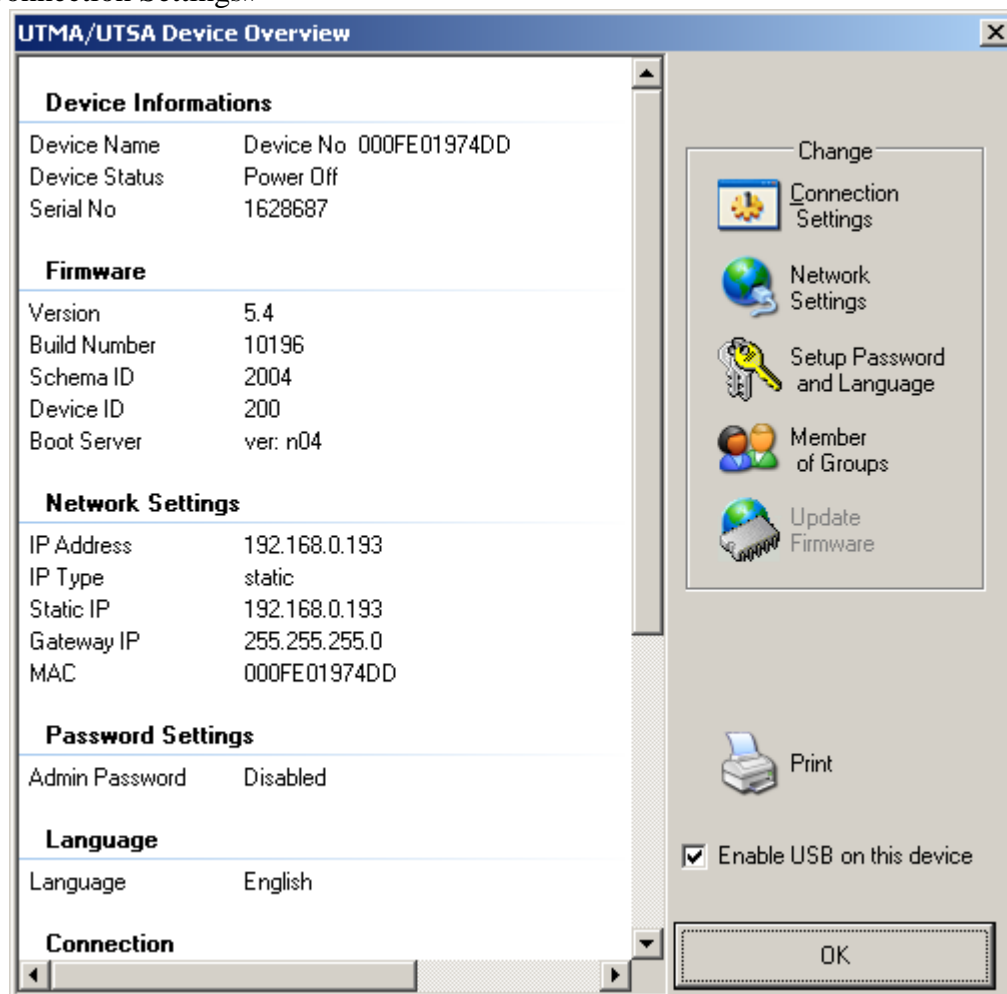 UTMA/UTSA Device Overview
Device Informations
Device Name Device No 000FE01974DD
Device Status Power Off
Serial No 1628687
Firmware
Version 5.4
Build Number 10196
Schema ID 2004
Device ID 200
Boot Server ver: n04
Network Settings
IP Address 192.168.0.193
IP Type static
Static IP 192.168.0.193
Gateway IP 255.255.255.0
MAC 000FE01974DD
Password Settings
Admin Password Disabled
Language
Language English
Connection
Change
Connection
Settings
Network
Settings
Setup Password
and Language
Member
of Groups
Update
Firmware
Print
Enable USB on this device
OK